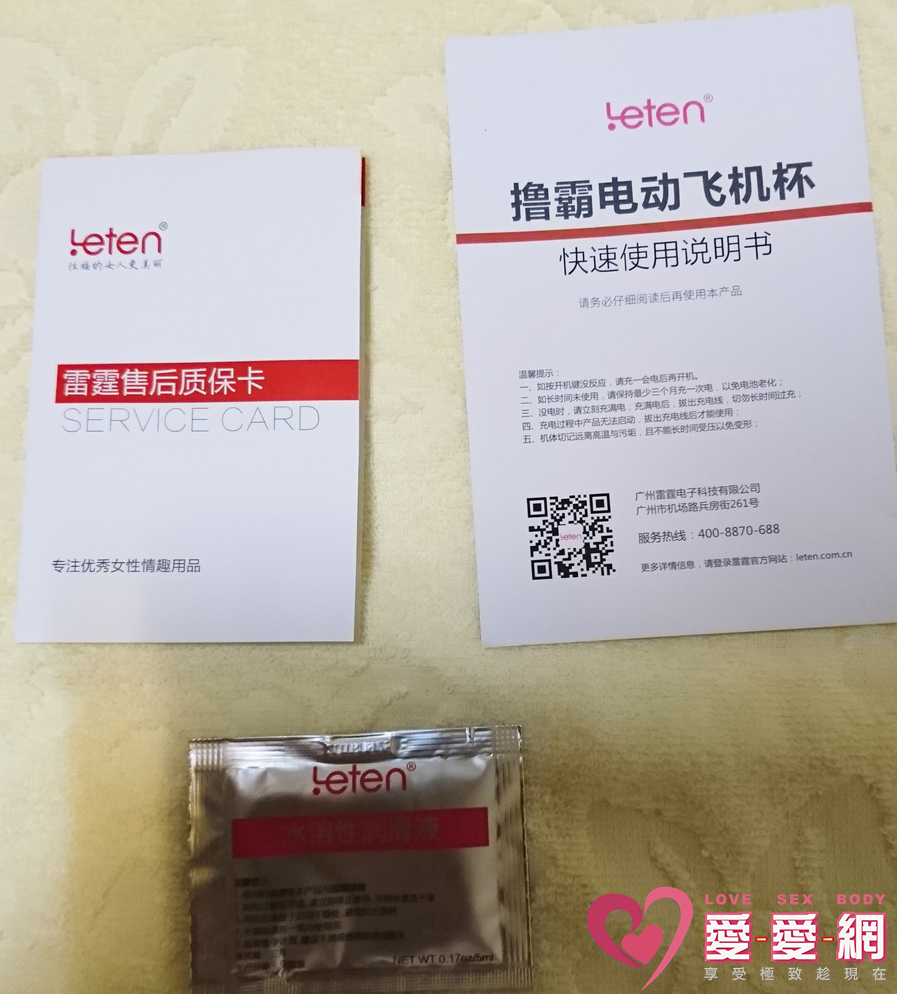 leten®
性福的女人更美丽
雷霆售后质保卡
SERVICE CARD
专注优秀女性情趣用品
leten®
撸霸电动飞机杯
快速使用说明书
请务必仔细阅读后再使用本产品
温馨提示：
一、如按开机键没反应，请充一会电后再开机。
二、如长时间未使用，请保持最少三个月充一次电，以免电池老化；
三、没电时，请立刻充满电；充满电后，拔出充电线，切勿长时间过充；
四、充电过程中产品无法启动，拔出充电线后才能使用；
五、机体切记远离高温与污垢，且不能长时间受压以免变形；
leten
广州雷霆电子科技有限公司
广州市机场路兵房街261号
服务热线：400-8870-688
更多详情信息，请登录雷霆官方网站：leten.com.cn
leten®
水溶性润滑液
NET WT 0.17oz/5ml
LOVE SEX BODY
愛-愛-網
享受極致趁現在